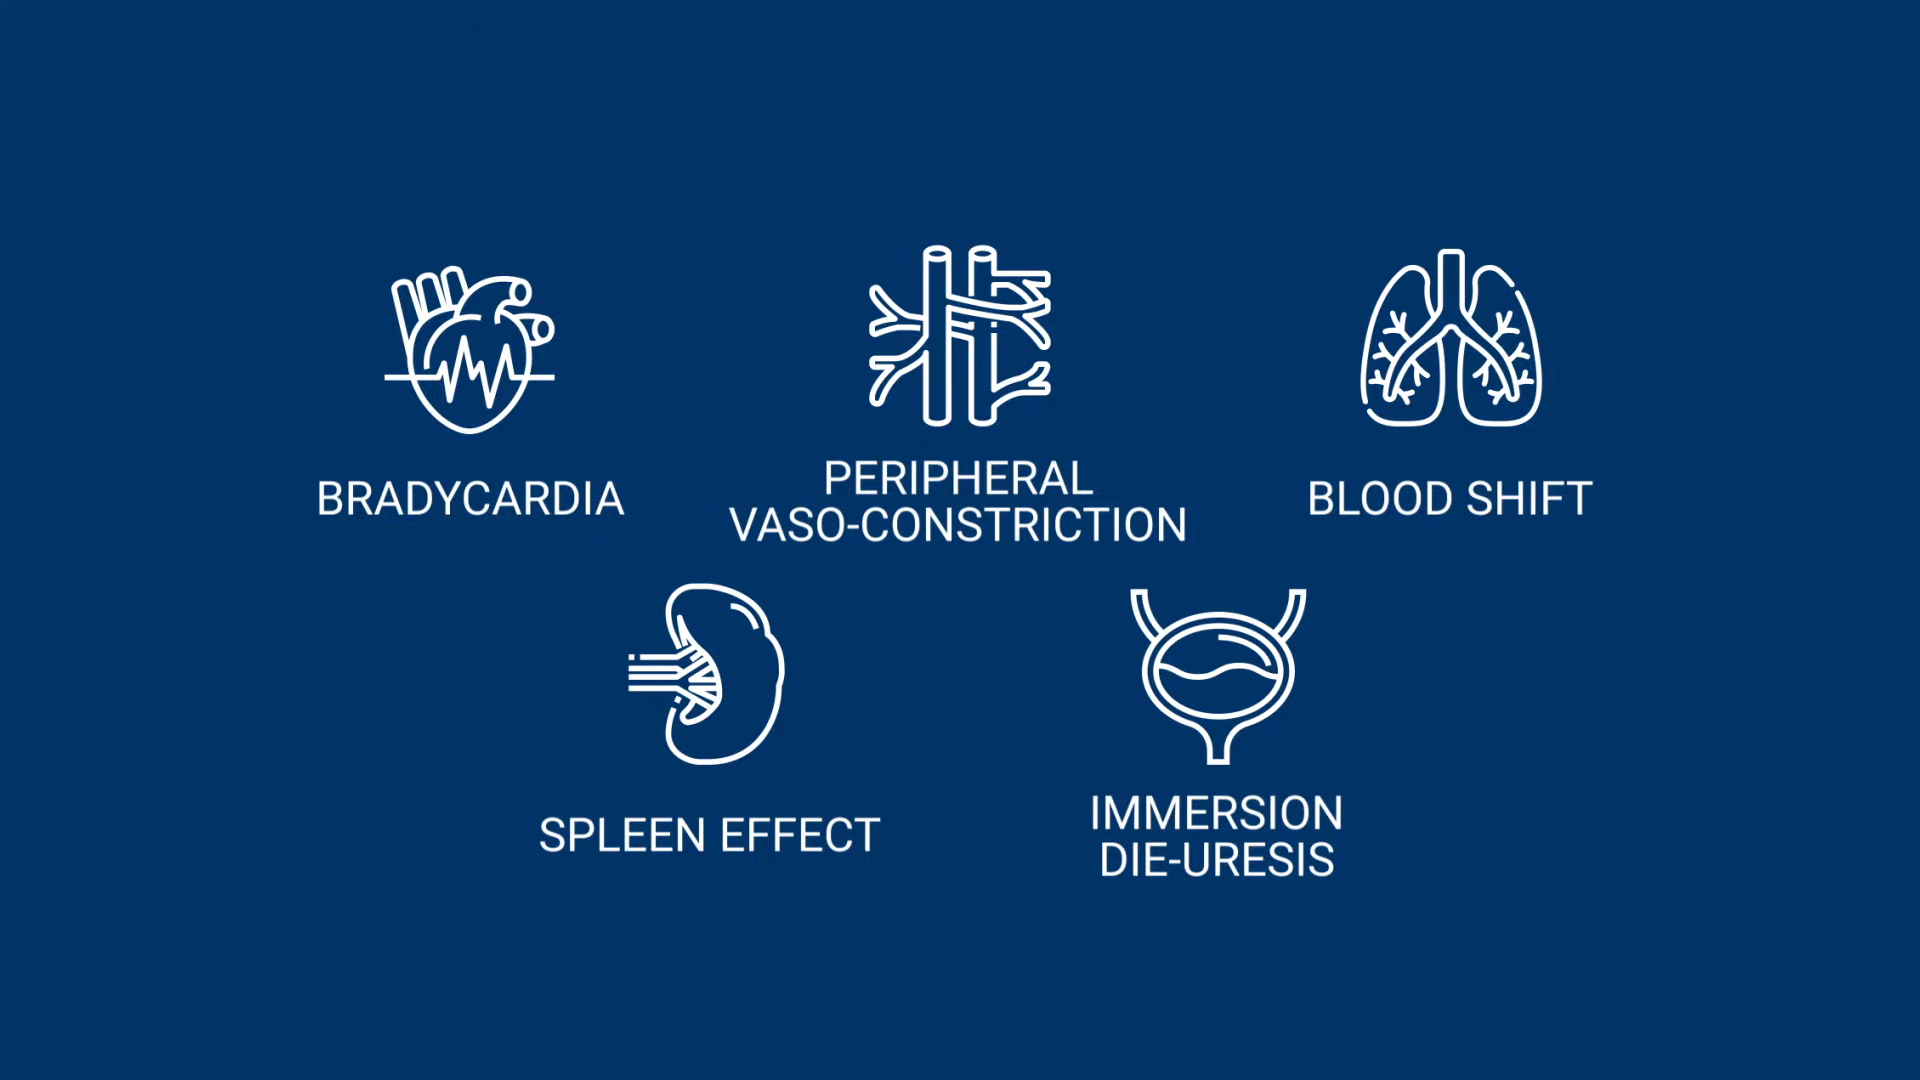 BRADYCARDIA
PERIPHERAL
VASO-CONSTRICTION
BLOOD SHIFT
SPLEEN EFFECT
IMMERSION
DIE-URESIS